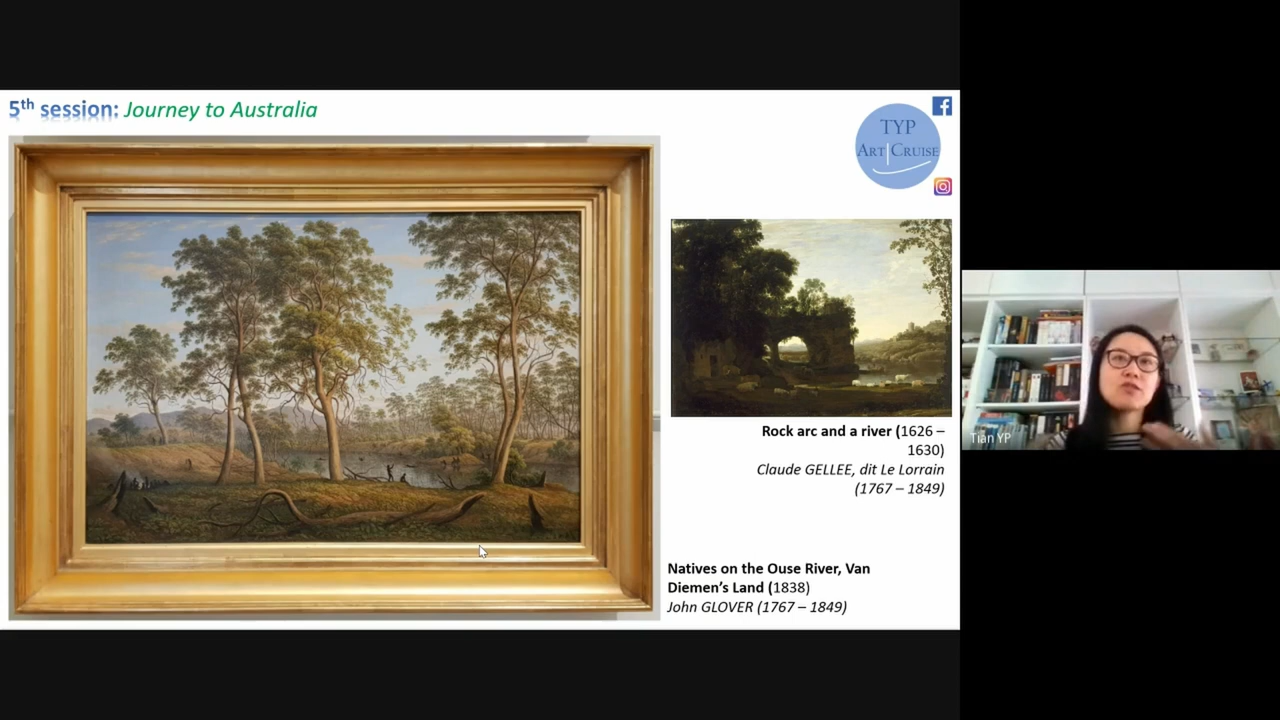 5th session: Journey to Australia
TYP
ART|CRUISE
Rock arc and a river (1626 –
1630)
Claude GELLEE, dit Le Lorrain
(1767 – 1849)
Natives on the Ouse River, Van
Diemen's Land (1838)
John GLOVER (1767 – 1849)
Tian YP